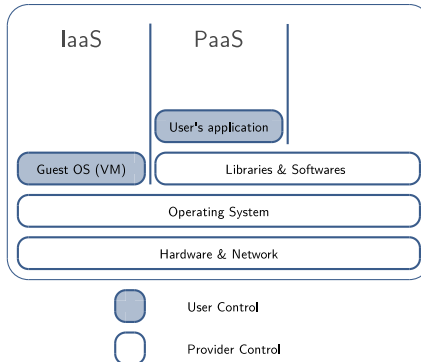 IaaS
PaaS
User's application
Guest OS (VM)
Libraries & Softwares
Operating System
Hardware & Network
User Control
Provider Control